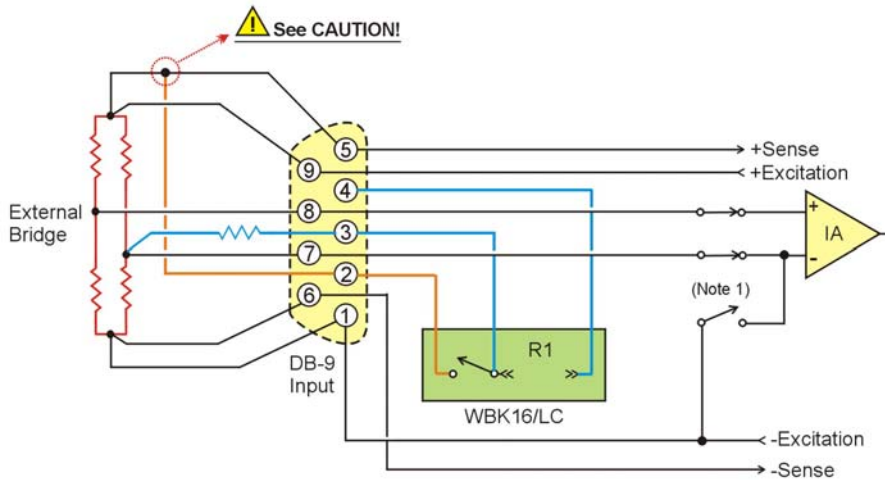 ! See CAUTION!
5
+Sense
9
+Excitation
4
External
Bridge
8
+
3
IA
7
-
2
(Note 1)
6
1
R1
DB-9
Input
WBK16/LC
-Excitation
-Sense